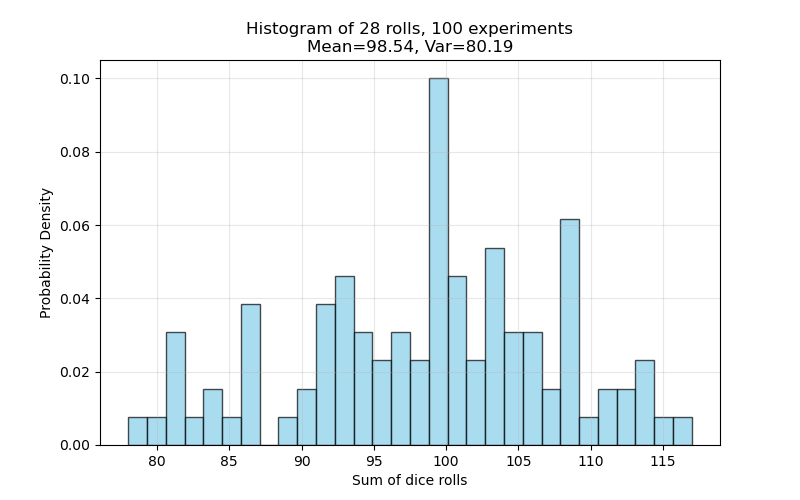 Histogram of 28 rolls, 100 experiments
Mean=98.54, Var=80.19
0.10
0.08
0.06
0.04
0.02
0.00
Probability Density
80 85 90 95 100 105 110 115
Sum of dice rolls